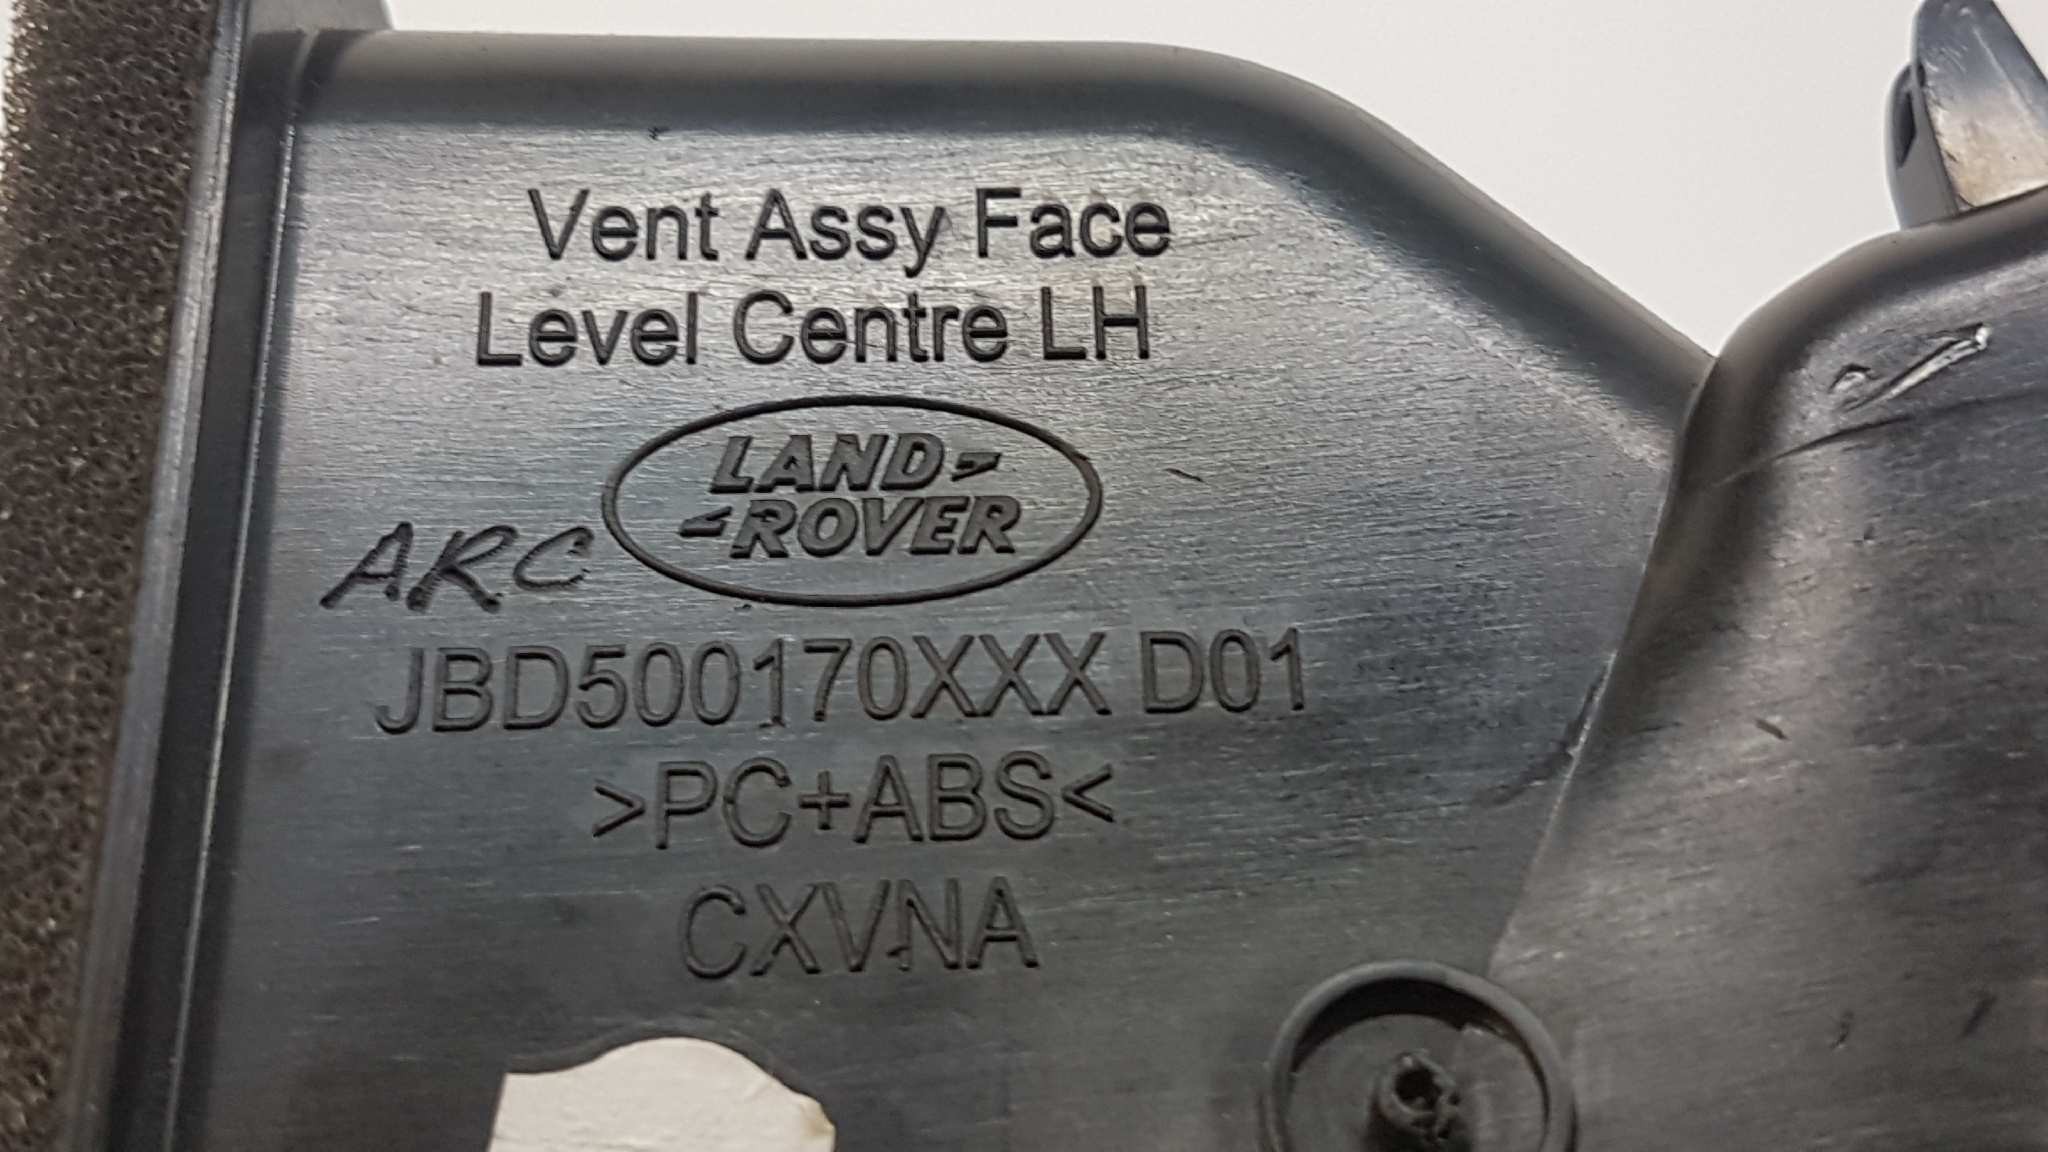 Vent Assy Face
Level Centre LH
LAND
ROVER
ARC
JBD500170XXX D01
>PC+ABS<
CXVNA